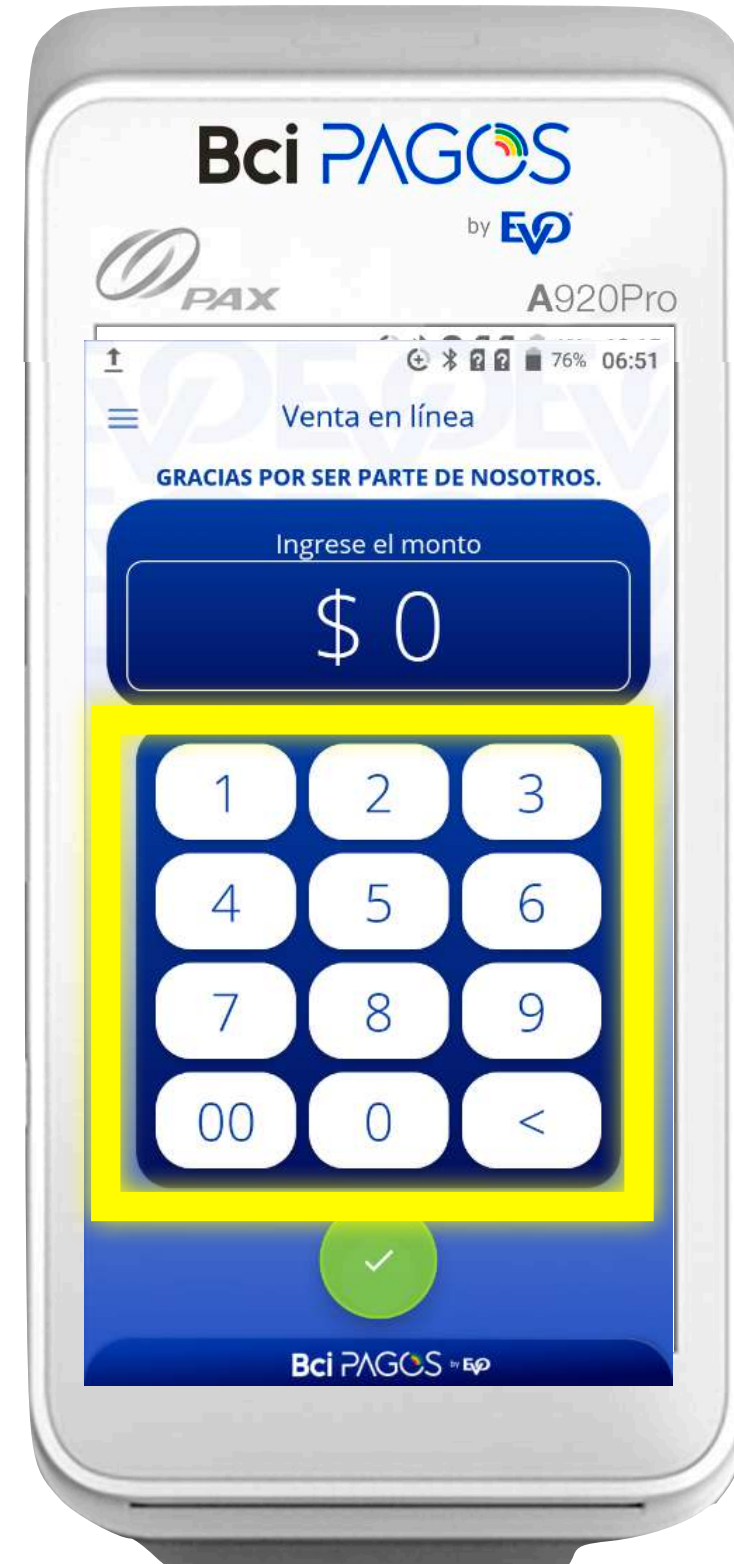 Bci PAGOS
by EVO
PAX
A920Pro
76% 06:51
Venta en línea
GRACIAS POR SER PARTE DE NOSOTROS.
Ingrese el monto
$ 0
1 2 3
4 5 6
7 8 9
00 0 <
Bci PAGOS by EVO